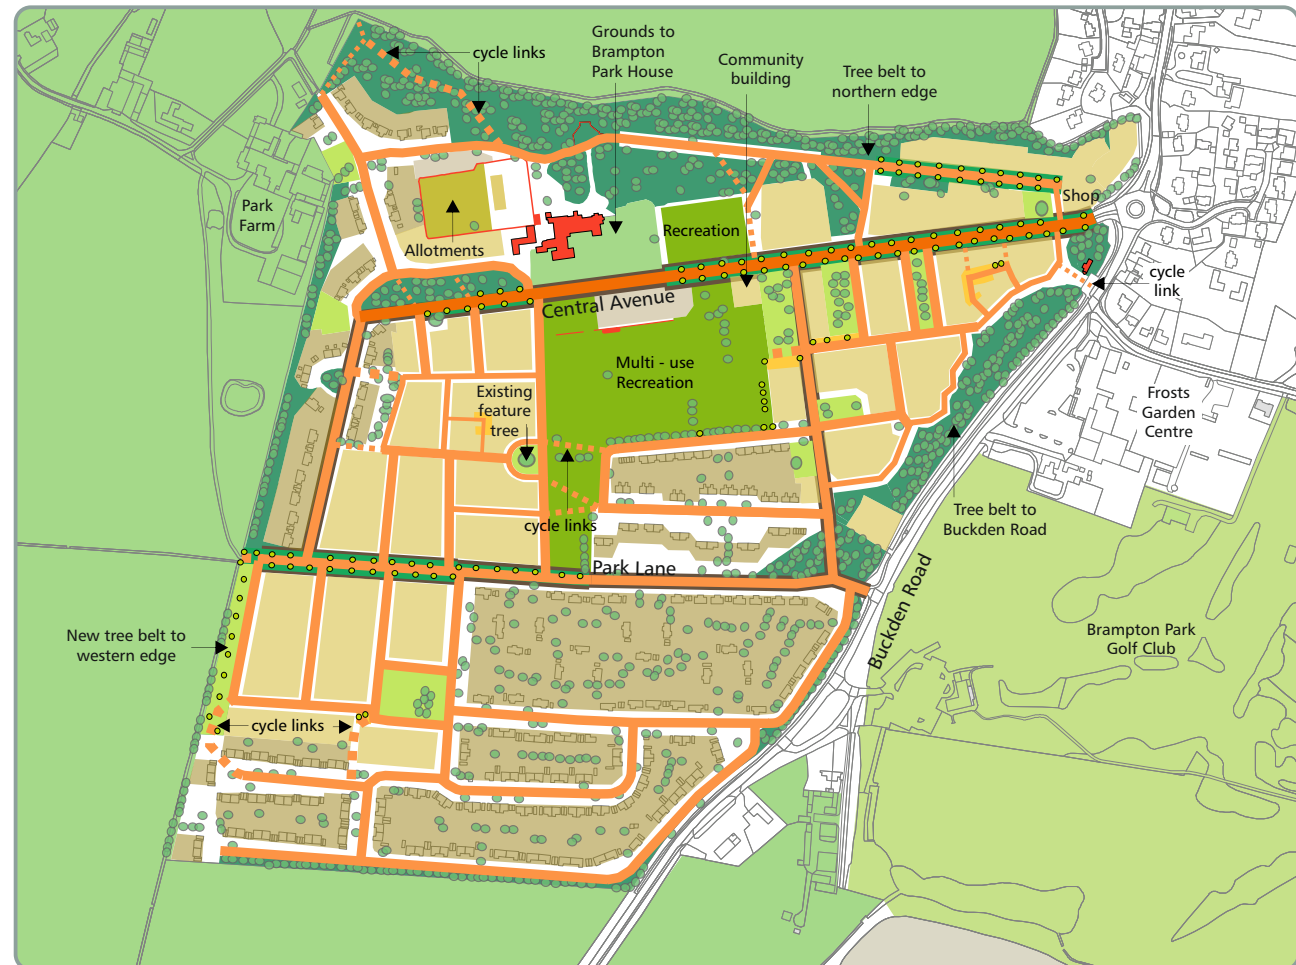 cycle links
Grounds to
Brampton
Park House
Community
building
Tree belt to
northern edge
Park
Farm
Allotments
Recreation
Shop
cycle
link
Central Avenue
Multi - use
Recreation
Existing
feature
tree
Frosts
Garden
Centre
cycle links
Tree belt to
Buckden Road
Park Lane
Buckden Road
New tree belt to
western edge
Brampton Park
Golf Club
cycle links